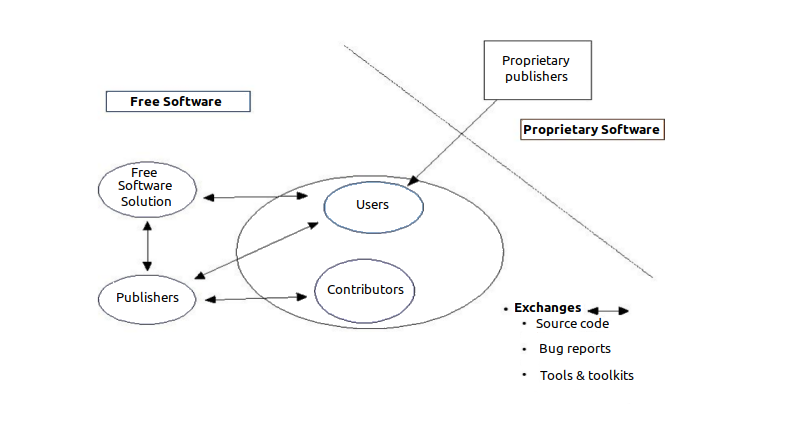 Proprietary
publishers
Free Software
Proprietary Software
Free
Software
Solution
Users
Publishers
Contributors
• Exchanges
• Source code
• Bug reports
• Tools & toolkits